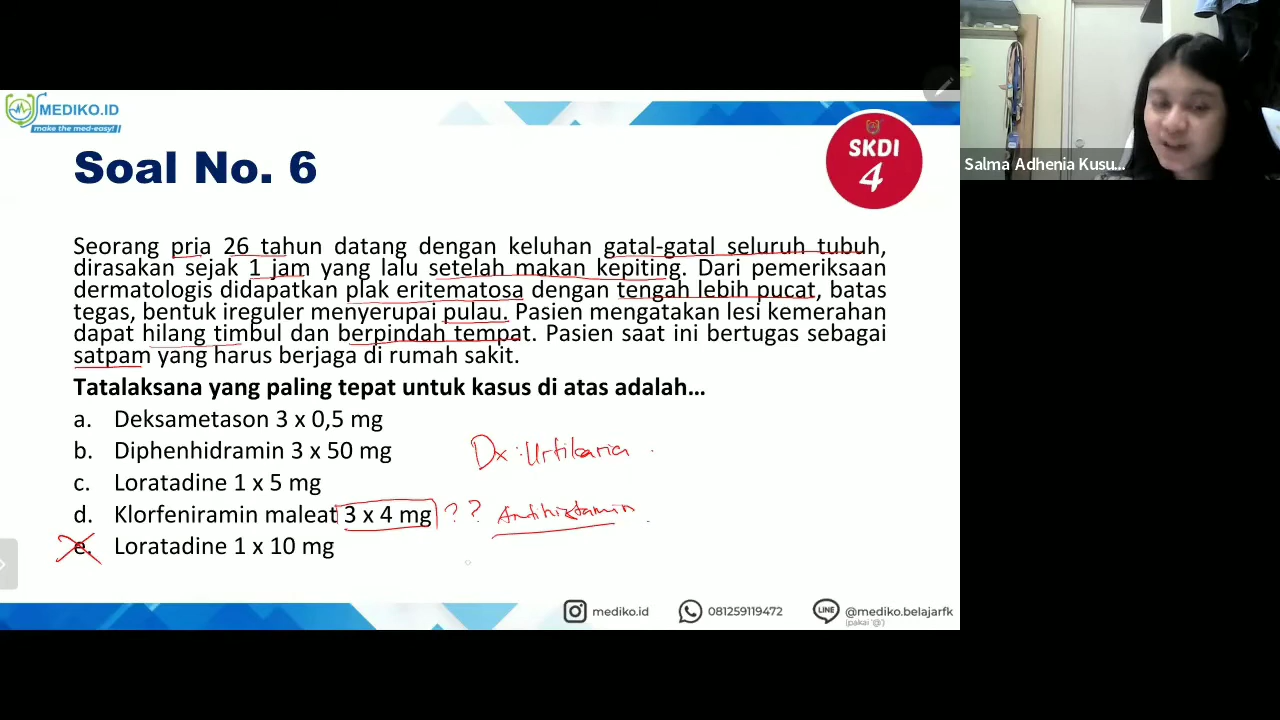 MEDIKO.ID
make the med-easy!
Soal No. 6
SKDI
4
Salma Adhenia Kusu...
Seorang pria 26 tahun datang dengan keluhan gatal-gatal seluruh tubuh,
dirasakan sejak 1 jam yang lalu setelah makan kepiting. Dari pemeriksaan
dermatologis didapatkan plak eritematosa dengan tengah lebih pucat, batas
tegas, bentuk ireguler menyerupai pulau. Pasien mengatakan lesi kemerahan
dapat hilang timbul dan berpindah tempat. Pasien saat ini bertugas sebagai
satpam yang harus berjaga di rumah sakit.
Tatalaksana yang paling tepat untuk kasus di atas adalah...
a. Deksametason 3 x 0,5 mg
b. Diphenhidramin 3 x 50 mg
Dx : Urtikaria
c. Loratadine 1 x 5 mg
d. Klorfeniramin maleat 3 x 4 mg ?? Antihistamin
e. Loratadine 1 x 10 mg
mediko.id
081259119472
LINE
@mediko.belajarfk
(pakai '@')